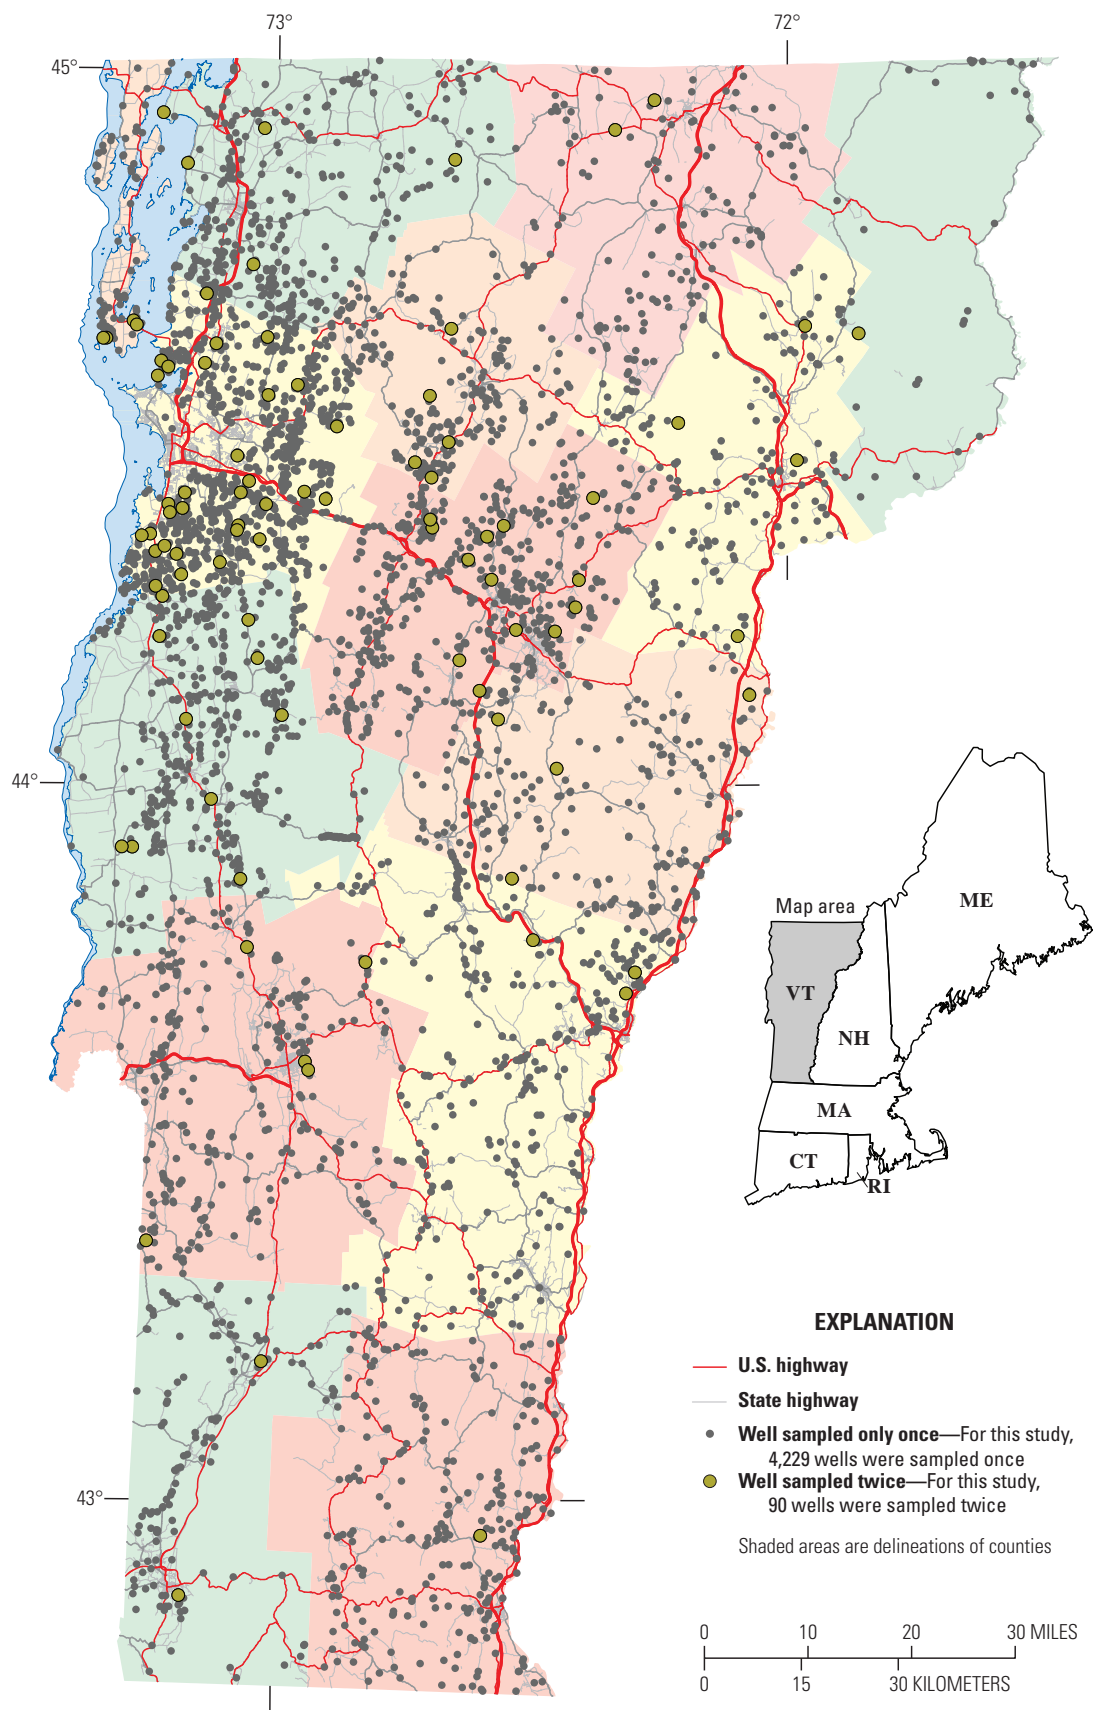 73°
72°
45°
44°
43°
Map area
ME
VT
NH
MA
CT
RI
EXPLANATION
U.S. highway
State highway
Well sampled only once—For this study,
4,229 wells were sampled once
Well sampled twice—For this study,
90 wells were sampled twice
Shaded areas are delineations of counties
0 10 20 30 MILES
0 15 30 KILOMETERS